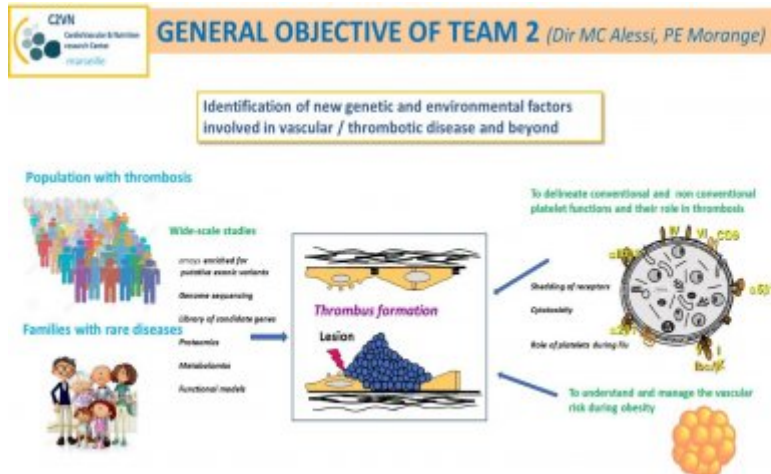 C2VN
CardioVascular & Nutrition
research Center
marseille
GENERAL OBJECTIVE OF TEAM 2 (Dir MC Alessi, PE Morange)
Identification of new genetic and environmental factors
involved in vascular / thrombotic disease and beyond
Population with thrombosis
Wide-scale studies
arrays enriched for
putative exonic variants
Genome sequencing
Library of candidate genes
Proteomics
Metabolomics
Functional models
Families with rare diseases
Thrombus formation
Lesion
To delineate conventional and non conventional
platelet functions and their role in thrombosis
IV
VI
CD9
Shedding of receptors
Cytotoxicity
Role of platelets during
To understand and manage the vascular
risk during obesity